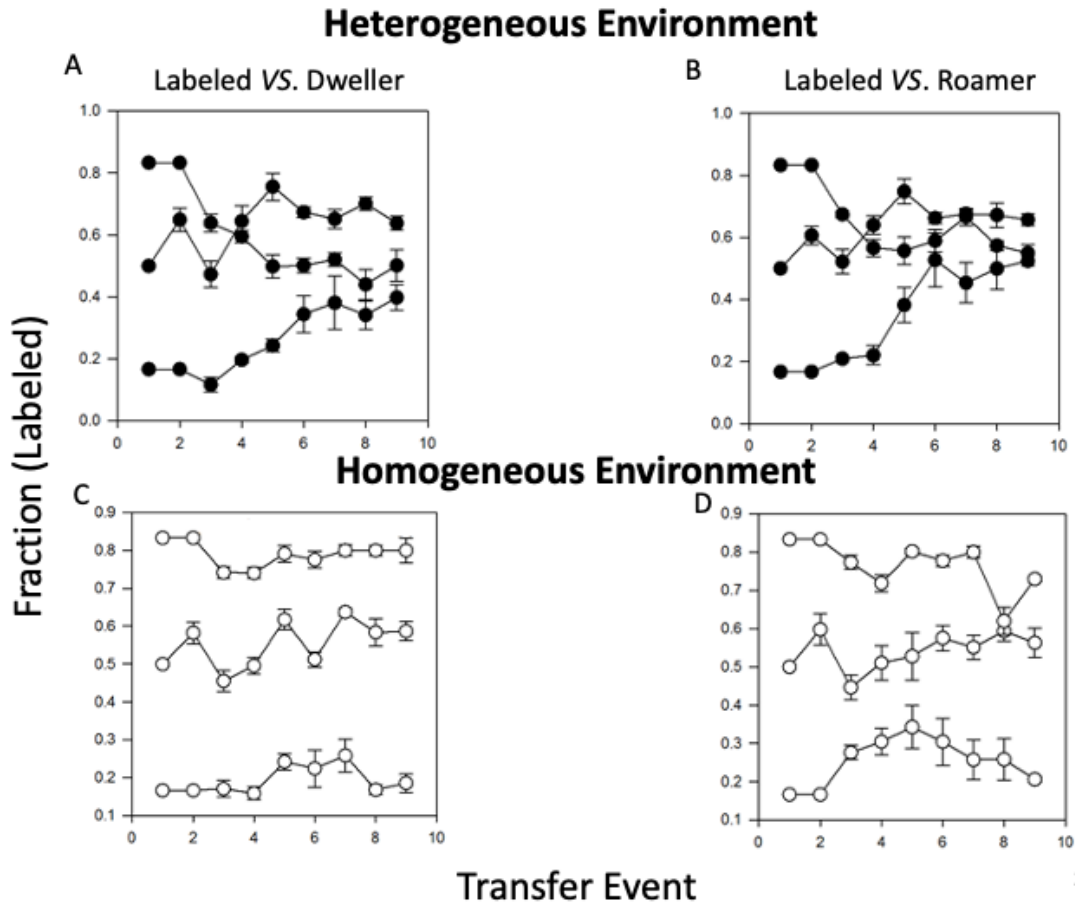 Heterogeneous Environment
A
Labeled VS. Dweller
B
Labeled VS. Roamer
1.0
0.8
0.6
0.4
0.2
0.0
0 2 4 6 8 10
1.0
0.8
0.6
0.4
0.2
0.0
0 2 4 6 8 10
Fraction (Labeled)
Homogeneous Environment
C
0.9
0.8
0.7
0.6
0.5
0.4
0.3
0.2
0.1
0 2 4 6 8 10
D
0.9
0.8
0.7
0.6
0.5
0.4
0.3
0.2
0.1
0 2 4 6 8 10
Transfer Event